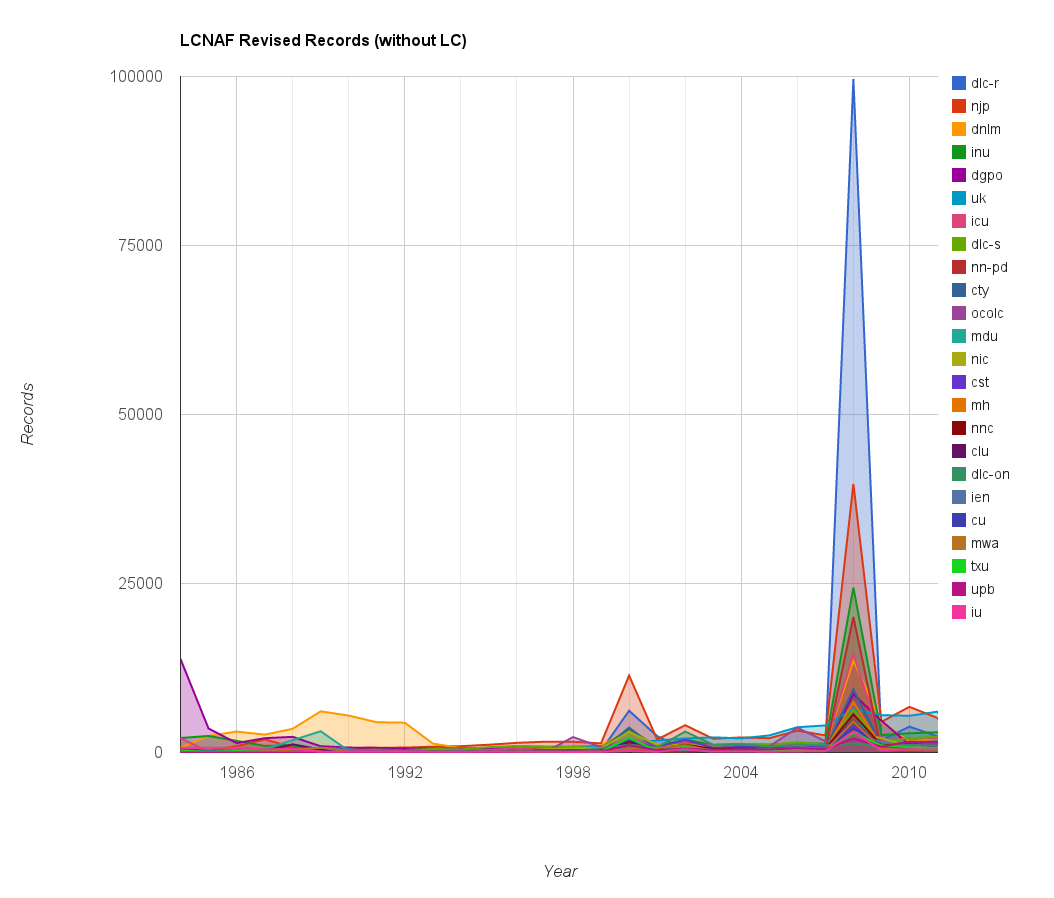 LCNAF Revised Records (without LC)
100000
75000
50000
25000
0
Records
1986
1992
1998
2004
2010
Year
dlc-r
njp
dnlm
inu
dgpo
uk
icu
dlc-s
nn-pd
cty
ocolc
mdu
nic
cst
mh
nnc
clu
dlc-on
ien
cu
mwa
txu
upb
iu